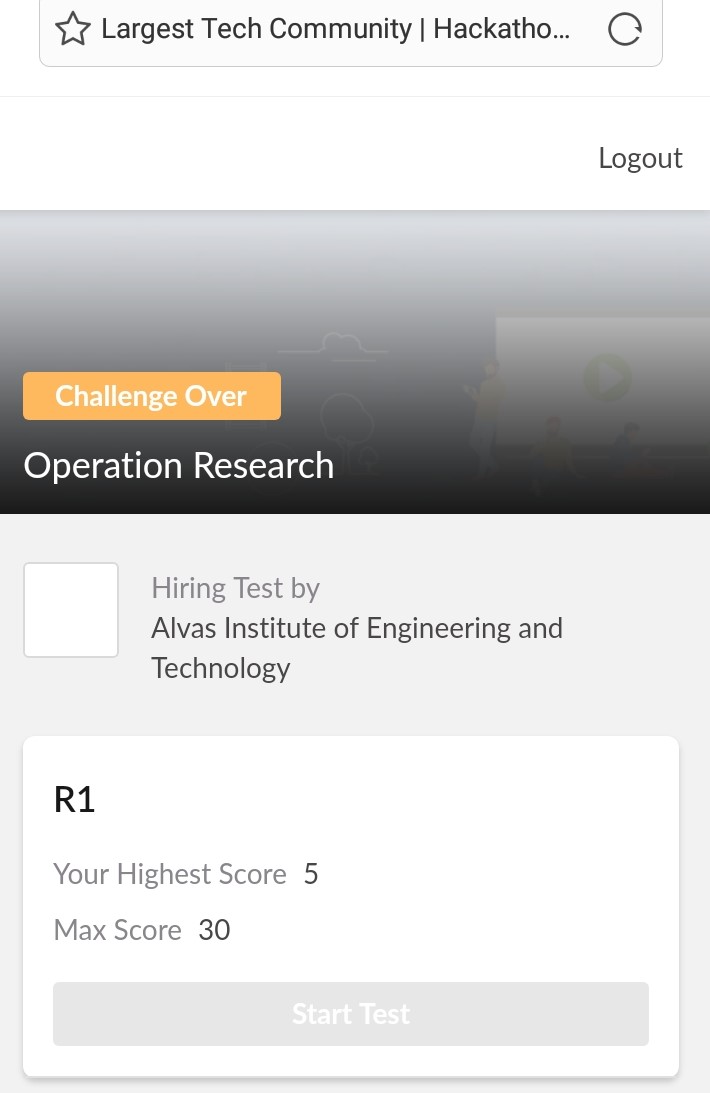 Largest Tech Community | Hackatho...
Logout
Challenge Over
Operation Research
Hiring Test by
Alvas Institute of Engineering and
Technology
R1
Your Highest Score 5
Max Score 30
Start Test